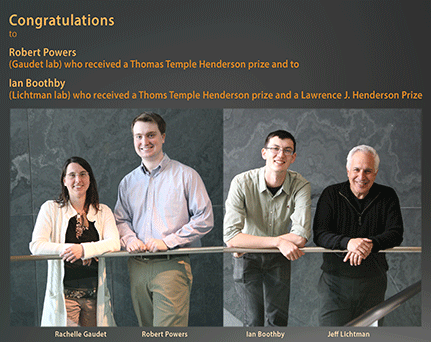 Congratulations
to
Robert Powers
(Gaudet lab) who received a Thomas Temple Henderson prize and to
Ian Boothby
(Lichtman lab) who received a Thoms Temple Henderson prize and a Lawrence J. Henderson Prize
Rachelle Gaudet Robert Powers Ian Boothby Jeff Lichtman